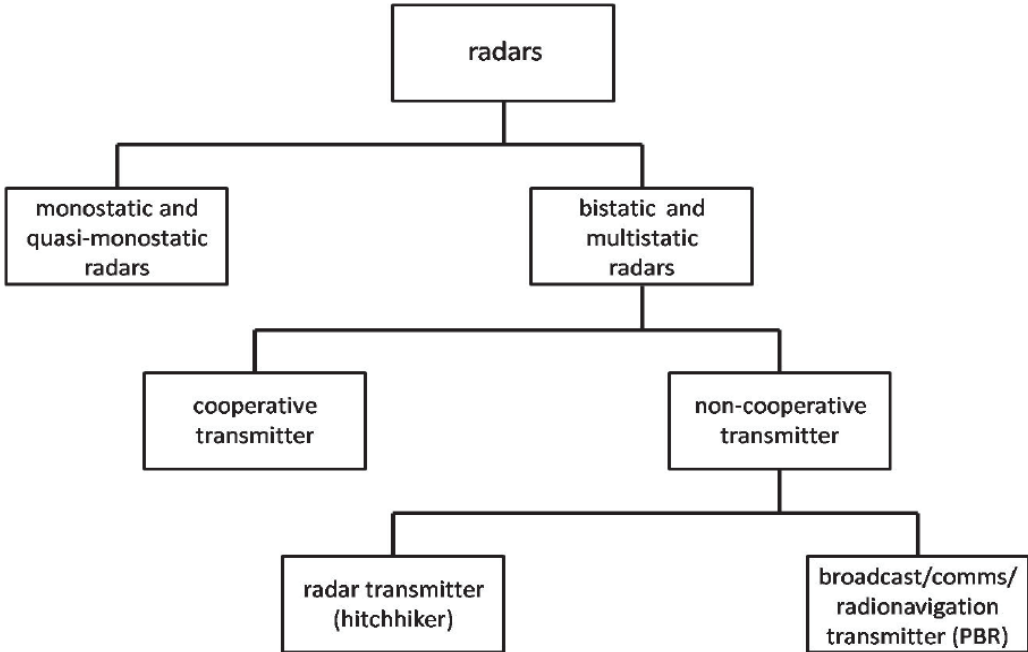 radars
monostatic and
quasi-monostatic
radars
bistatic and
multistatic
radars
cooperative
transmitter
non-cooperative
transmitter
radar transmitter
(hitchhiker)
broadcast/comms/
radionavigation
transmitter (PBR)